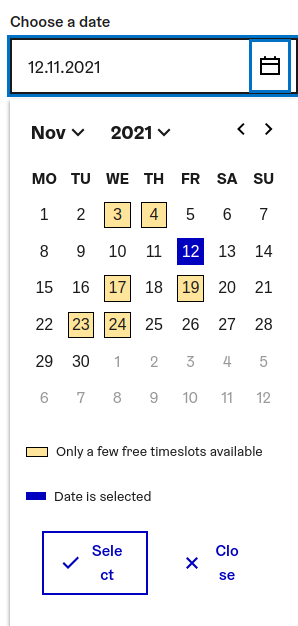 Choose a date
12.11.2021
Nov 2021
MO TU WE TH FR SA SU
1 2 3 4 5 6 7
8 9 10 11 12 13 14
15 16 17 18 19 20 21
22 23 24 25 26 27 28
29 30 1 2 3 4 5
6 7 8 9 10 11 12
Only a few free timeslots available
Date is selected
Sele
ct
Clo
se